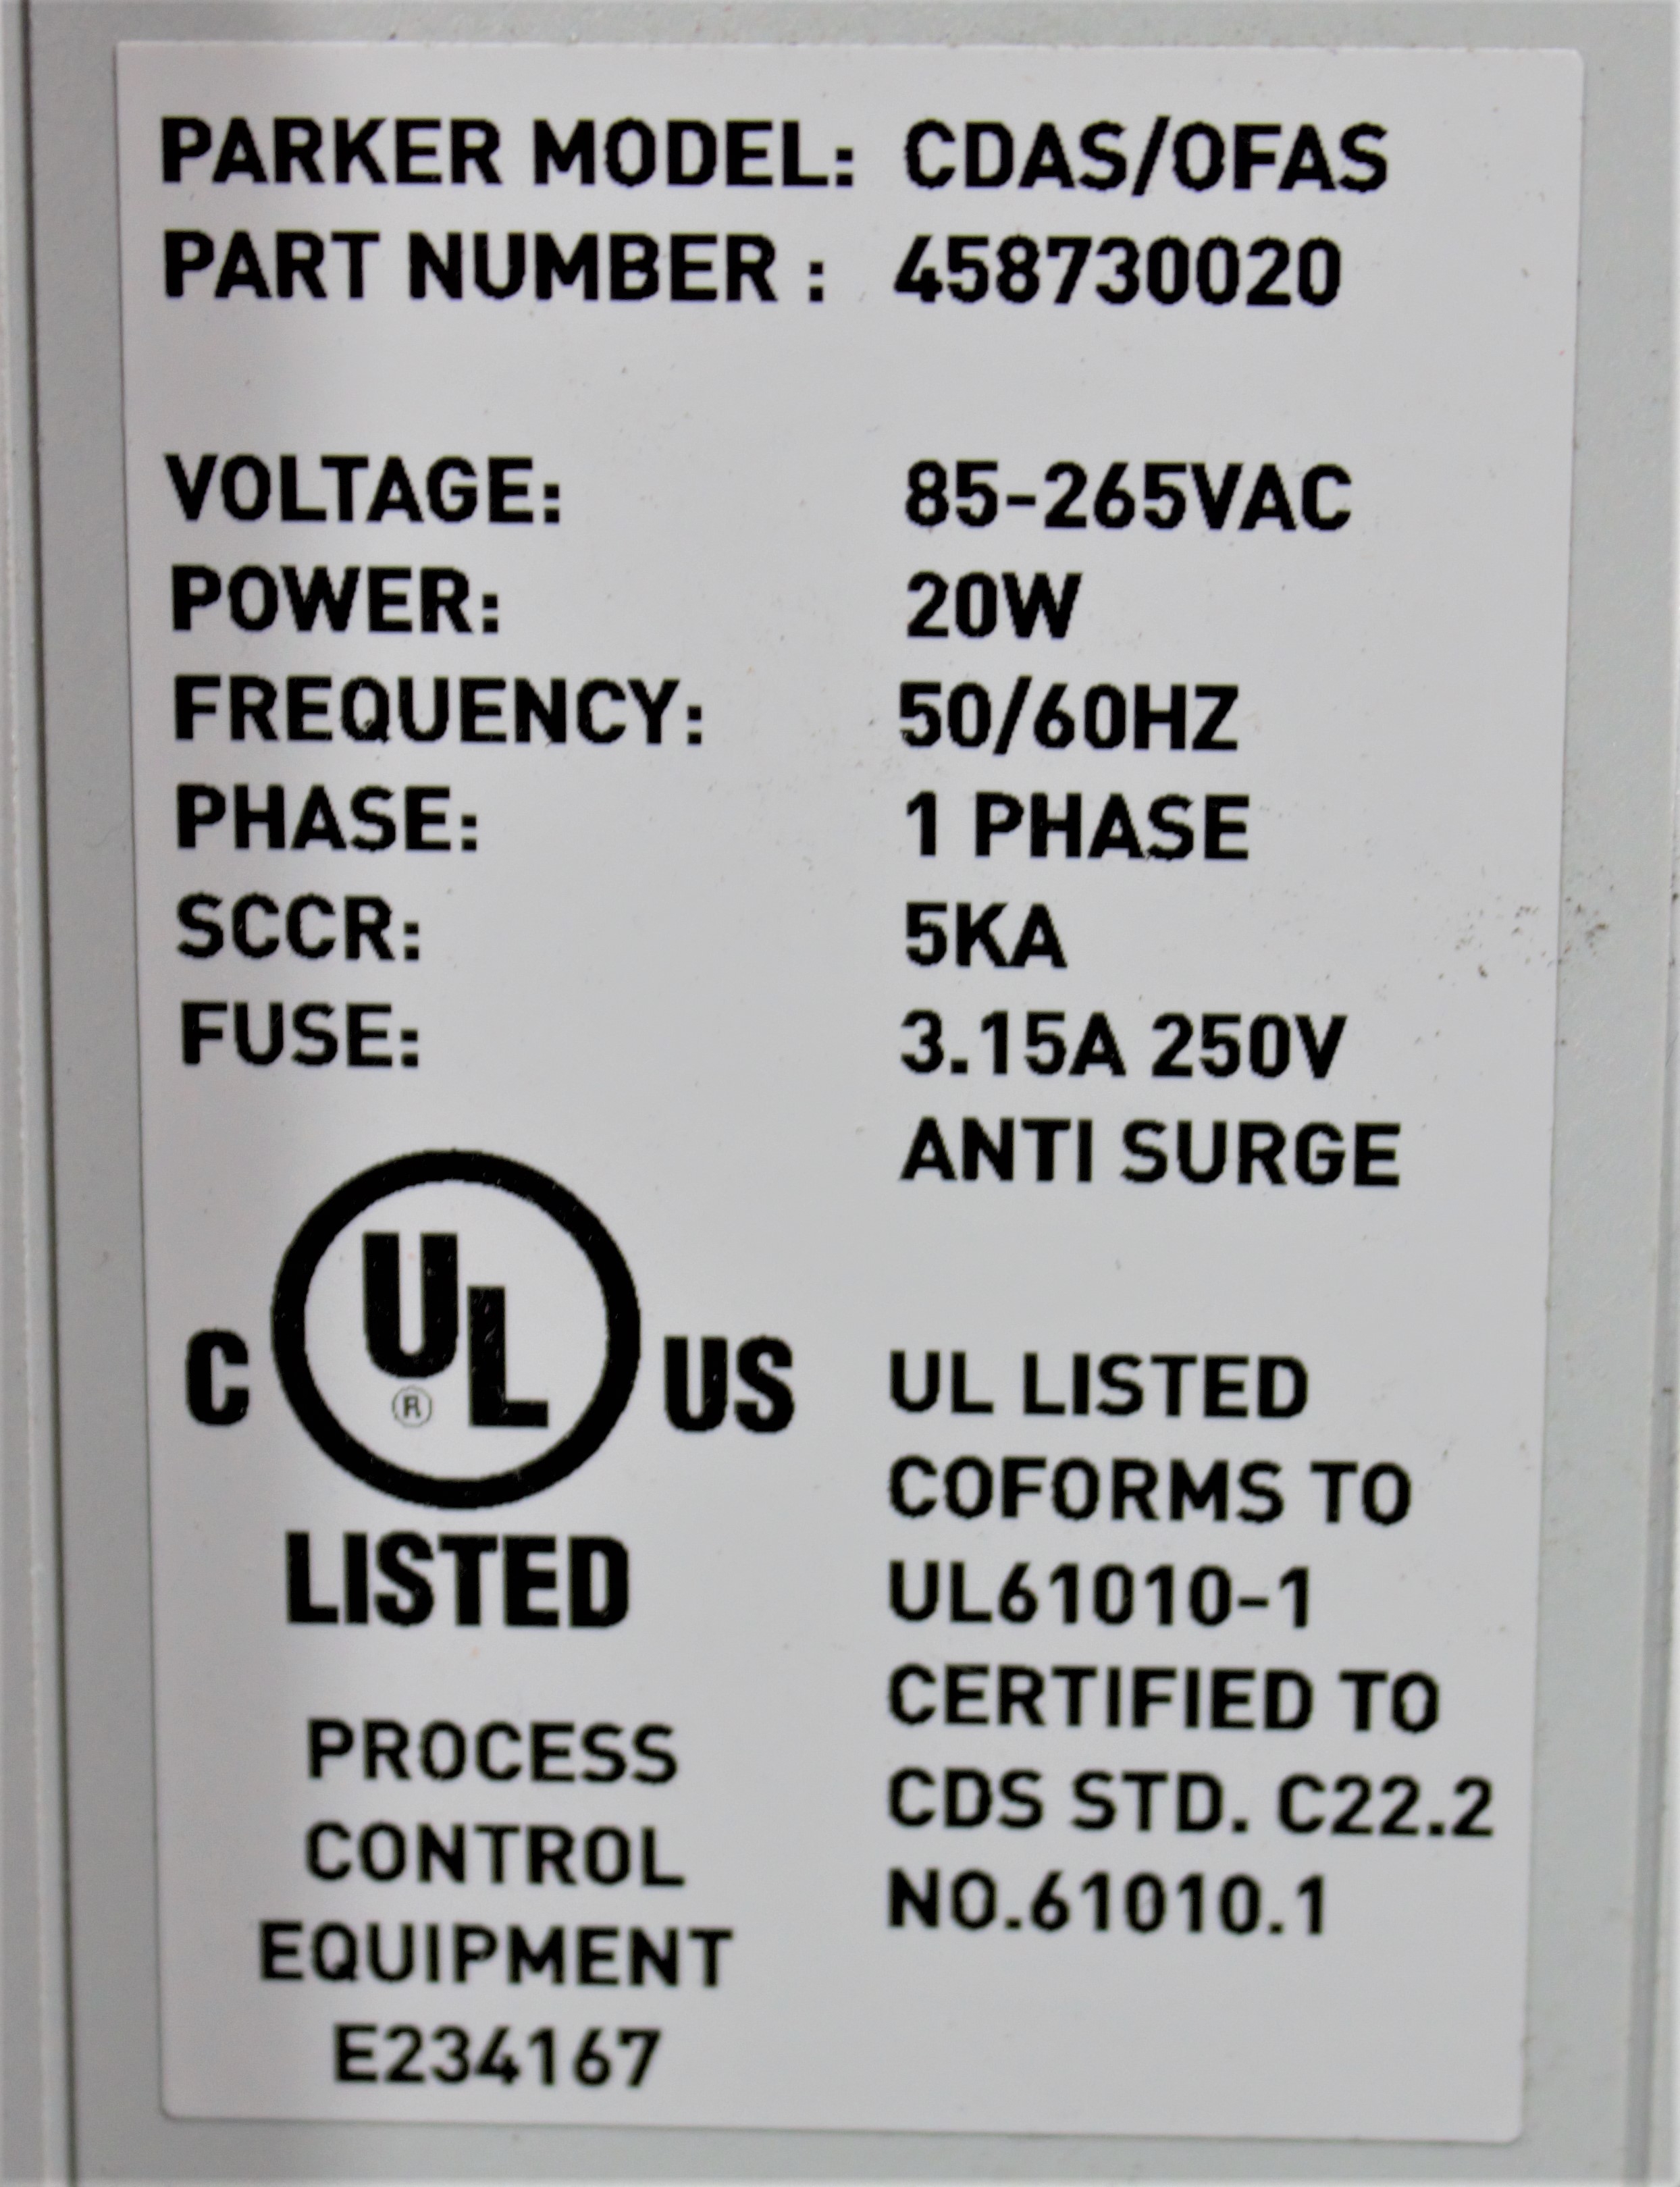 PARKER MODEL: CDAS/OFAS
PART NUMBER : 458730020
VOLTAGE: 85-265VAC
POWER: 20W
FREQUENCY: 50/60HZ
PHASE: 1 PHASE
SCCR: 5KA
FUSE: 3.15A 250V
ANTI SURGE
C UL ® US
LISTED
PROCESS
CONTROL
EQUIPMENT
E234167
UL LISTED
COFORMS TO
UL61010-1
CERTIFIED TO
CDS STD. C22.2
NO.61010.1